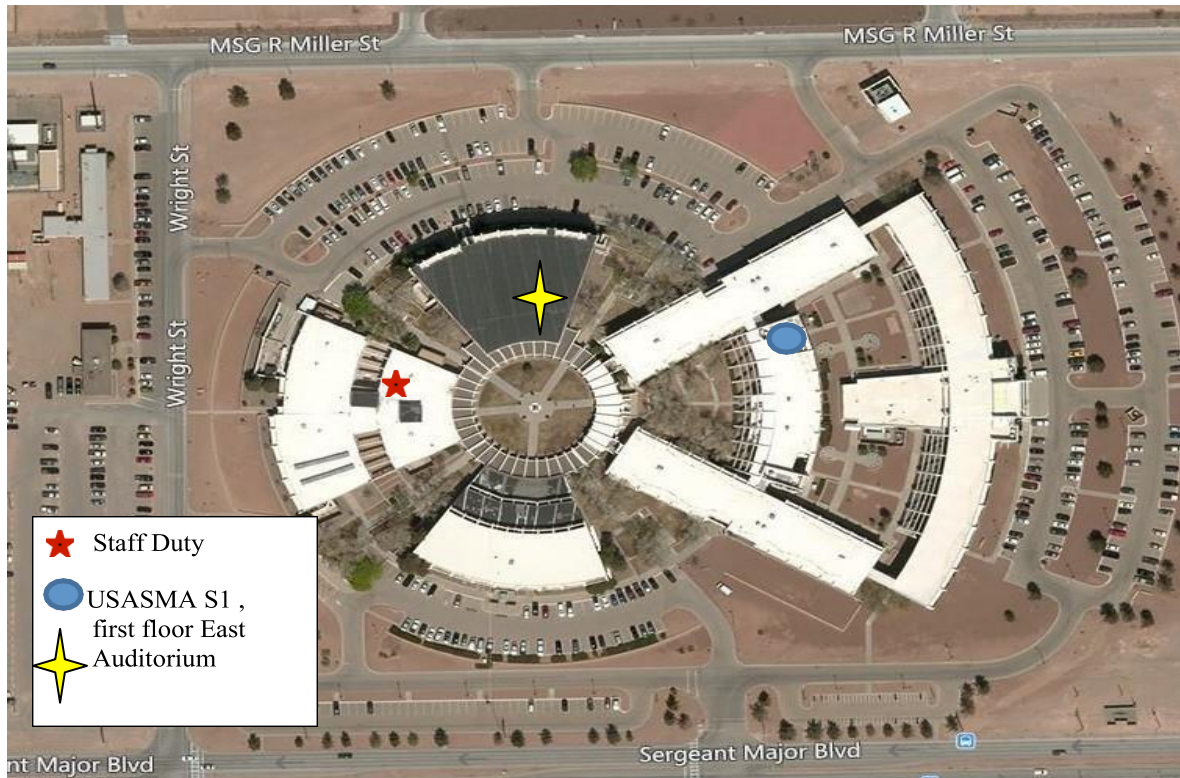 MSG R Miller St
MSG R Miller St
Wright St
Wright St
Staff Duty
USASMA S1 ,
first floor East
Auditorium
Sergeant Major Blvd
nt Major Blvd